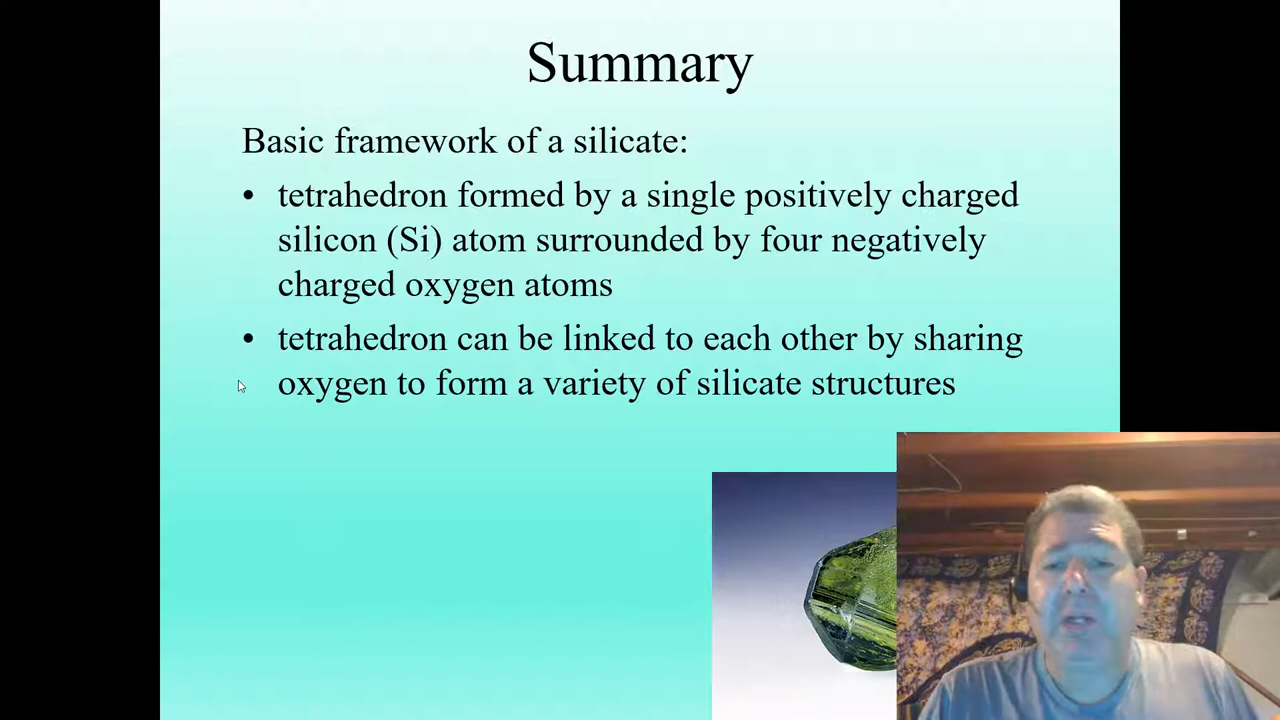 Summary
Basic framework of a silicate:
• tetrahedron formed by a single positively charged
silicon (Si) atom surrounded by four negatively
charged oxygen atoms
• tetrahedron can be linked to each other by sharing
oxygen to form a variety of silicate structures